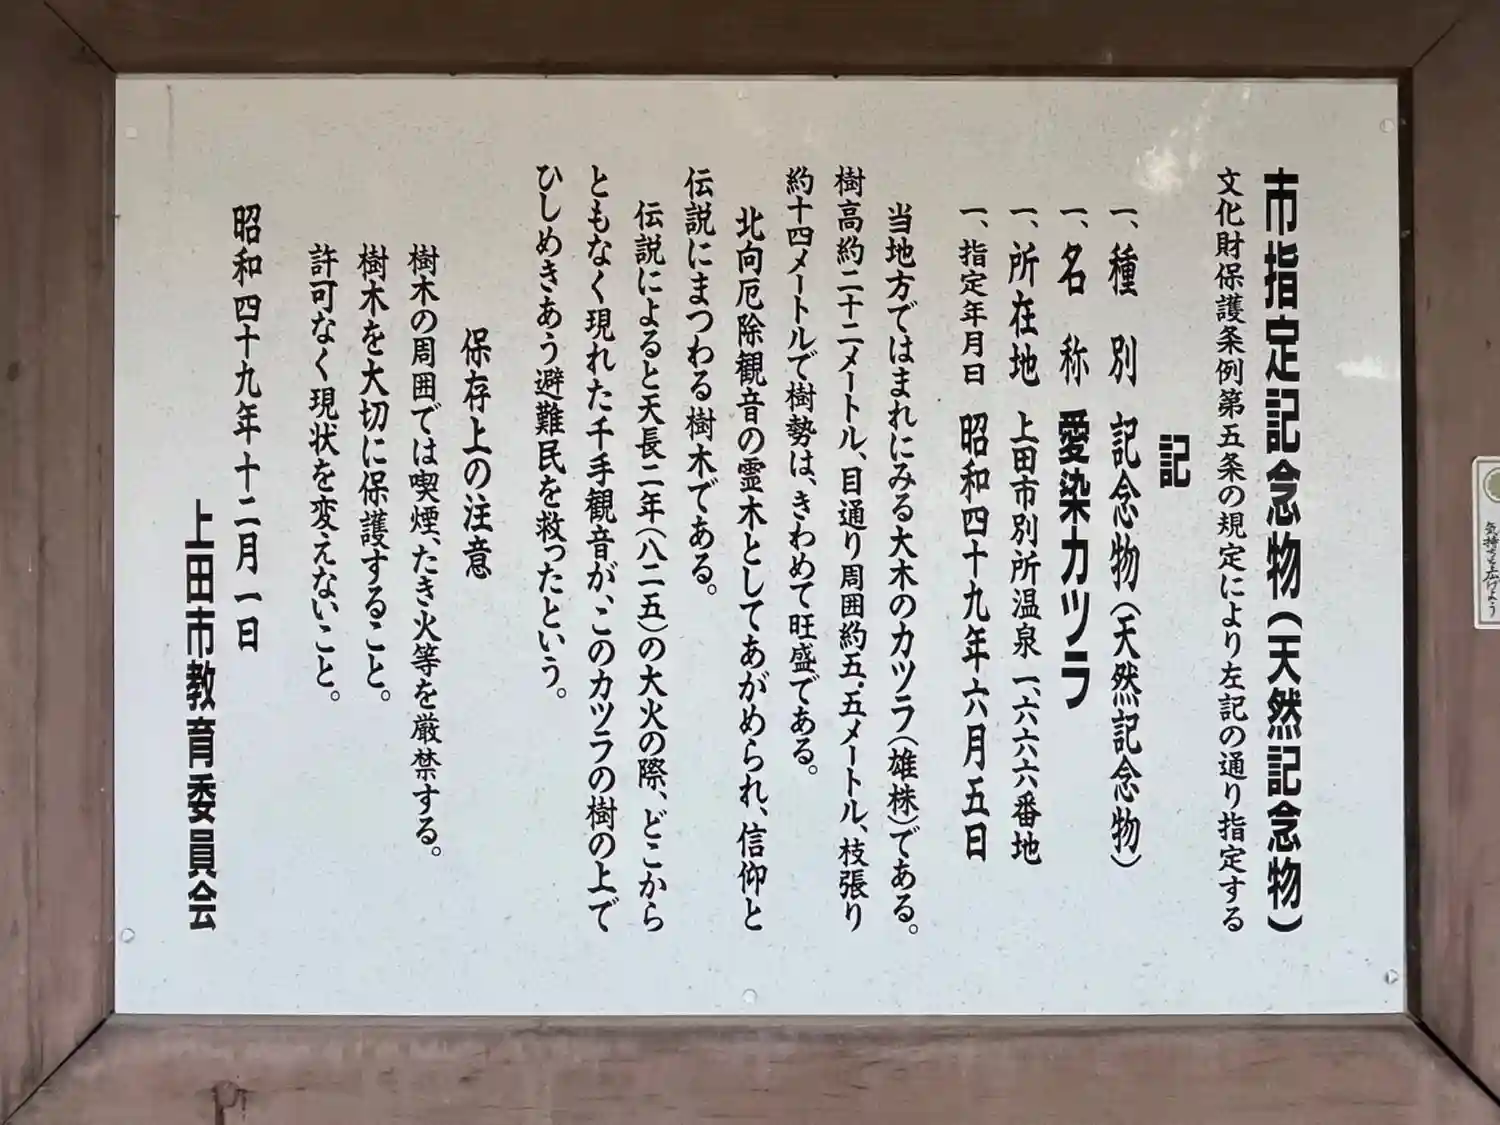 市指定記念物（天然記念物）
文化財保護条例第五条の規定により左記の通り指定する
記
一、種　別　記念物（天然記念物）
一、名　称　愛染カツラ
一、所在地　上田市別所温泉一、六六六番地
一、指定年月日　昭和四十九年六月五日
当地方ではまれにみる大木のカツラ（雄株）である。
樹高約二十二メートル、目通り周囲約五・五メートル、枝張り
約十四メートルで樹勢は、きわめて旺盛である。
北向厄除観音の霊木としてあがめられ、信仰と
伝説にまつわる樹木である。
伝説によると天長二年（八二五）の大火の際、どこから
ともなく現れた千手観音が、このカツラの樹の上で
ひしめきあう避難民を救ったという。
保存上の注意
樹木の周囲では喫煙、たき火等を厳禁する。
樹木を大切に保護すること。
許可なく現状を変えないこと。
昭和四十九年十二月一日
上田市教育委員会
気持ちを広げよう